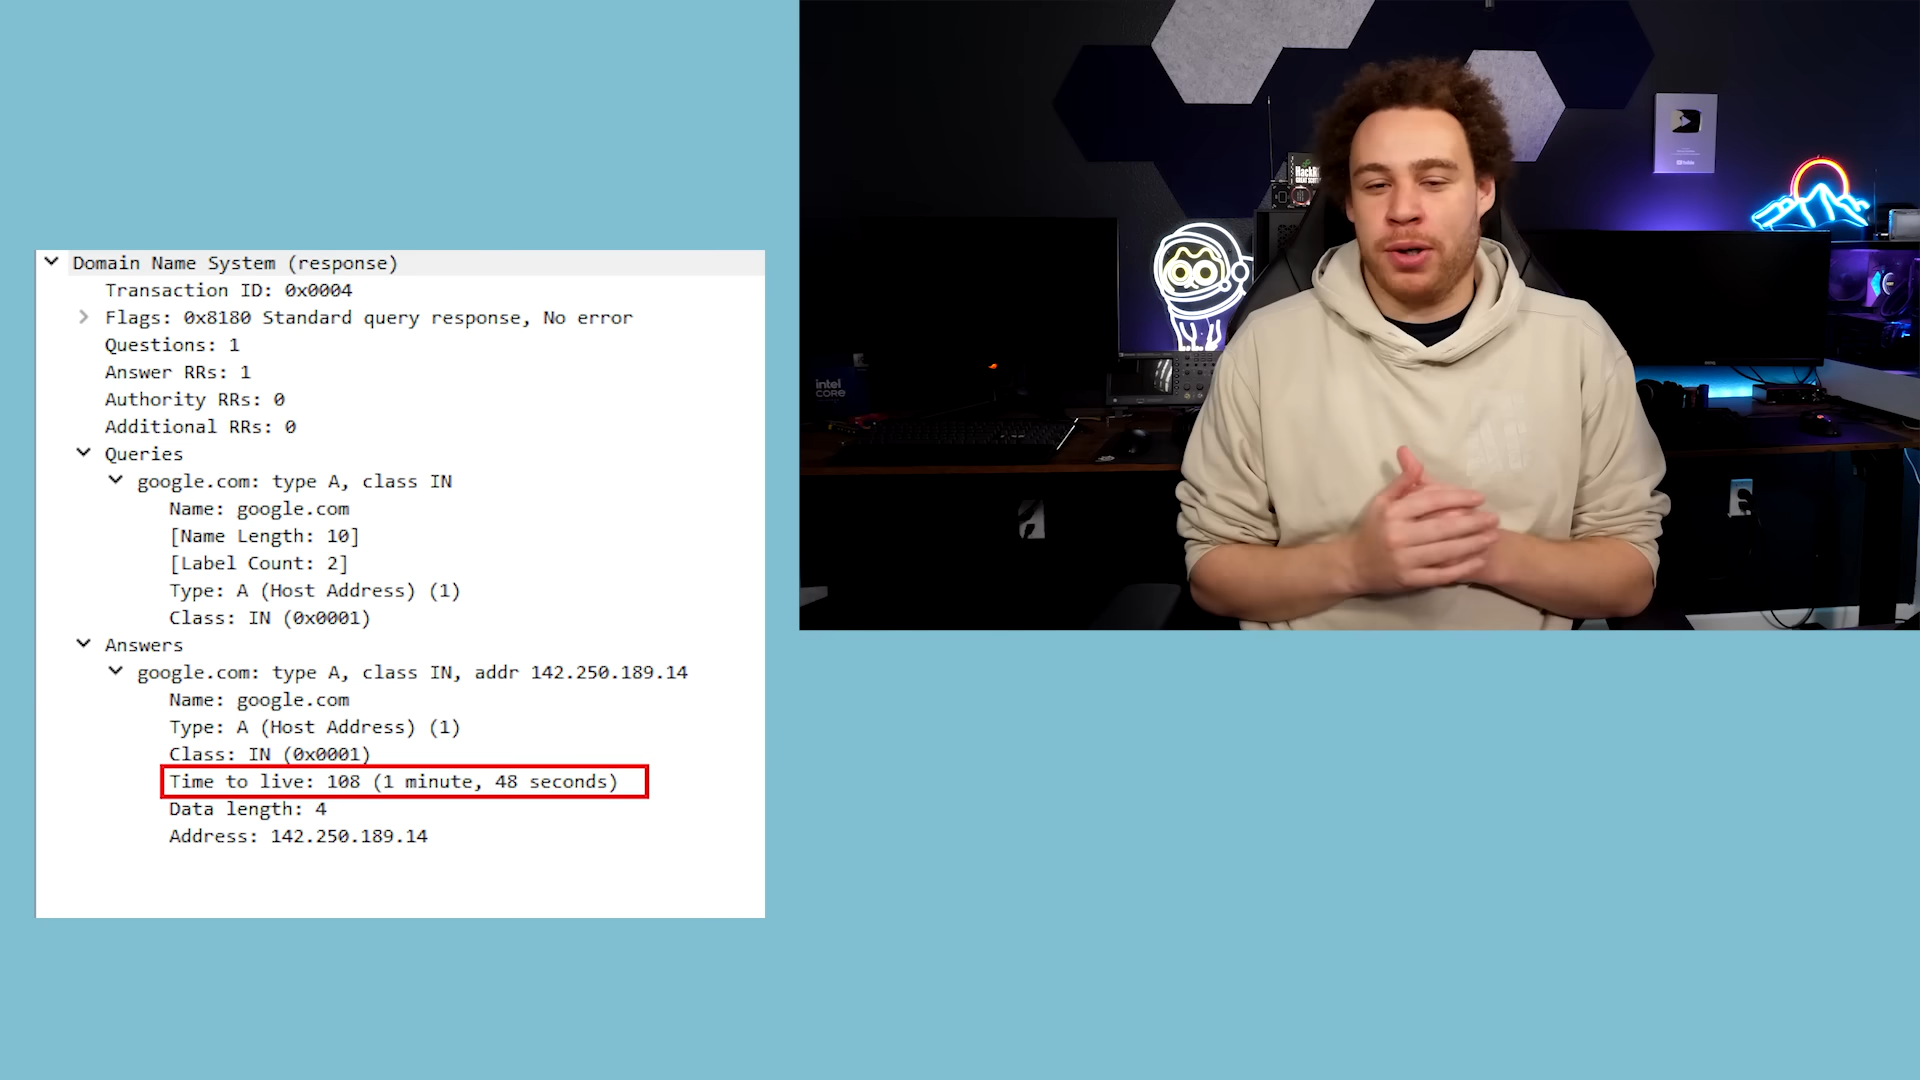 Domain Name System (response)
Transaction ID: 0x0004
Flags: 0x8180 Standard query response, No error
Questions: 1
Answer RRs: 1
Authority RRs: 0
Additional RRs: 0
Queries
google.com: type A, class IN
Name: google.com
[Name Length: 10]
[Label Count: 2]
Type: A (Host Address) (1)
Class: IN (0x0001)
Answers
google.com: type A, class IN, addr 142.250.189.14
Name: google.com
Type: A (Host Address) (1)
Class: IN (0x0001)
Time to live: 108 (1 minute, 48 seconds)
Data length: 4
Address: 142.250.189.14
intel
CORE